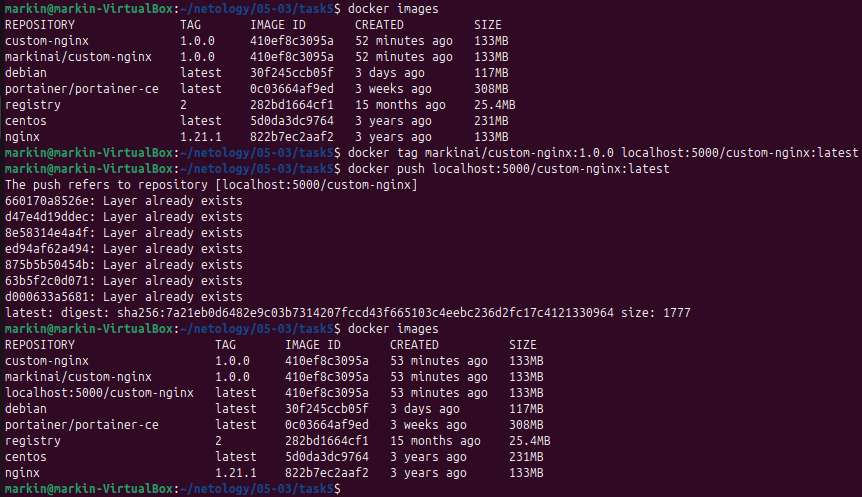 markin@markin-VirtualBox:~/netology/05-03/task5$ docker images
REPOSITORY TAG IMAGE ID CREATED SIZE
custom-nginx 1.0.0 410ef8c3095a 52 minutes ago 133MB
markinai/custom-nginx 1.0.0 410ef8c3095a 52 minutes ago 133MB
debian latest 30f245ccb05f 3 days ago 117MB
portainer/portainer-ce latest 0c03664af9ed 3 weeks ago 308MB
registry 2 282bd1664cf1 15 months ago 25.4MB
centos latest 5d0da3dc9764 3 years ago 231MB
nginx 1.21.1 822b7ec2aaf2 3 years ago 133MB
markin@markin-VirtualBox:~/netology/05-03/task5$ docker tag markinai/custom-nginx:1.0.0 localhost:5000/custom-nginx:latest
markin@markin-VirtualBox:~/netology/05-03/task5$ docker push localhost:5000/custom-nginx:latest
The push refers to repository [localhost:5000/custom-nginx]
660170a8526e: Layer already exists
d47e4d19ddec: Layer already exists
8e58314e4a4f: Layer already exists
ed94af62a494: Layer already exists
875b5b50454b: Layer already exists
63b5f2c0d071: Layer already exists
d000633a5681: Layer already exists
latest: digest: sha256:7a21eb0d6482e9c03b7314207fccd43f665103c4eebc236d2fc17c4121330964 size: 1777
markin@markin-VirtualBox:~/netology/05-03/task5$ docker images
REPOSITORY TAG IMAGE ID CREATED SIZE
custom-nginx 1.0.0 410ef8c3095a 53 minutes ago 133MB
markinai/custom-nginx 1.0.0 410ef8c3095a 53 minutes ago 133MB
localhost:5000/custom-nginx latest 410ef8c3095a 53 minutes ago 133MB
debian latest 30f245ccb05f 3 days ago 117MB
portainer/portainer-ce latest 0c03664af9ed 3 weeks ago 308MB
registry 2 282bd1664cf1 15 months ago 25.4MB
centos latest 5d0da3dc9764 3 years ago 231MB
nginx 1.21.1 822b7ec2aaf2 3 years ago 133MB
markin@markin-VirtualBox:~/netology/05-03/task5$